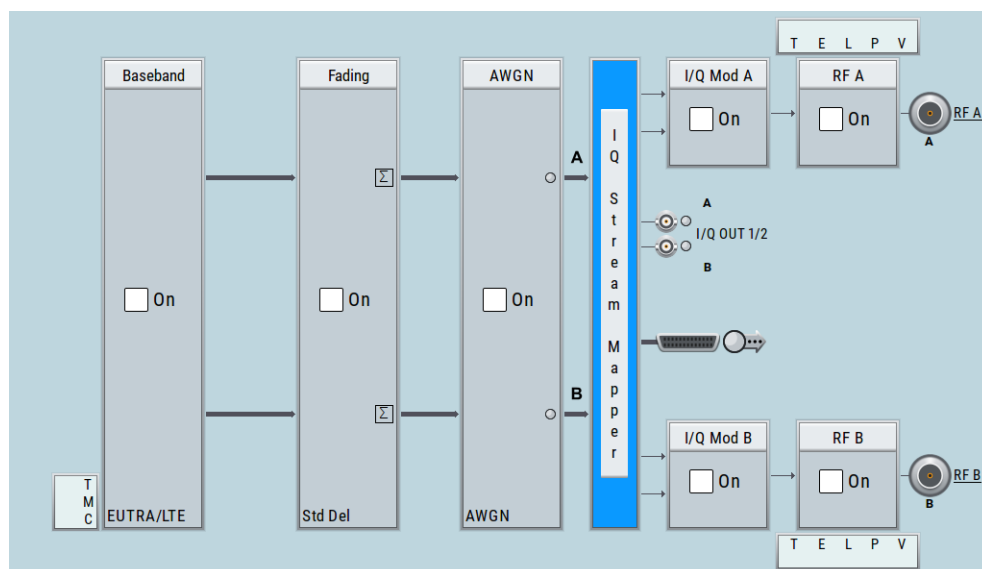 T E L P V
Baseband
Fading
AWGN
I/Q Mod A
RF A
On
On
RF A
A
A
I
Q
S
t
r
e
a
m
M
a
p
p
e
r
Σ
A
I/Q OUT 1/2
B
On
On
On
B
Σ
I/Q Mod B
RF B
On
On
RF B
B
T
M
C
EUTRA/LTE
Std Del
AWGN
T E L P V